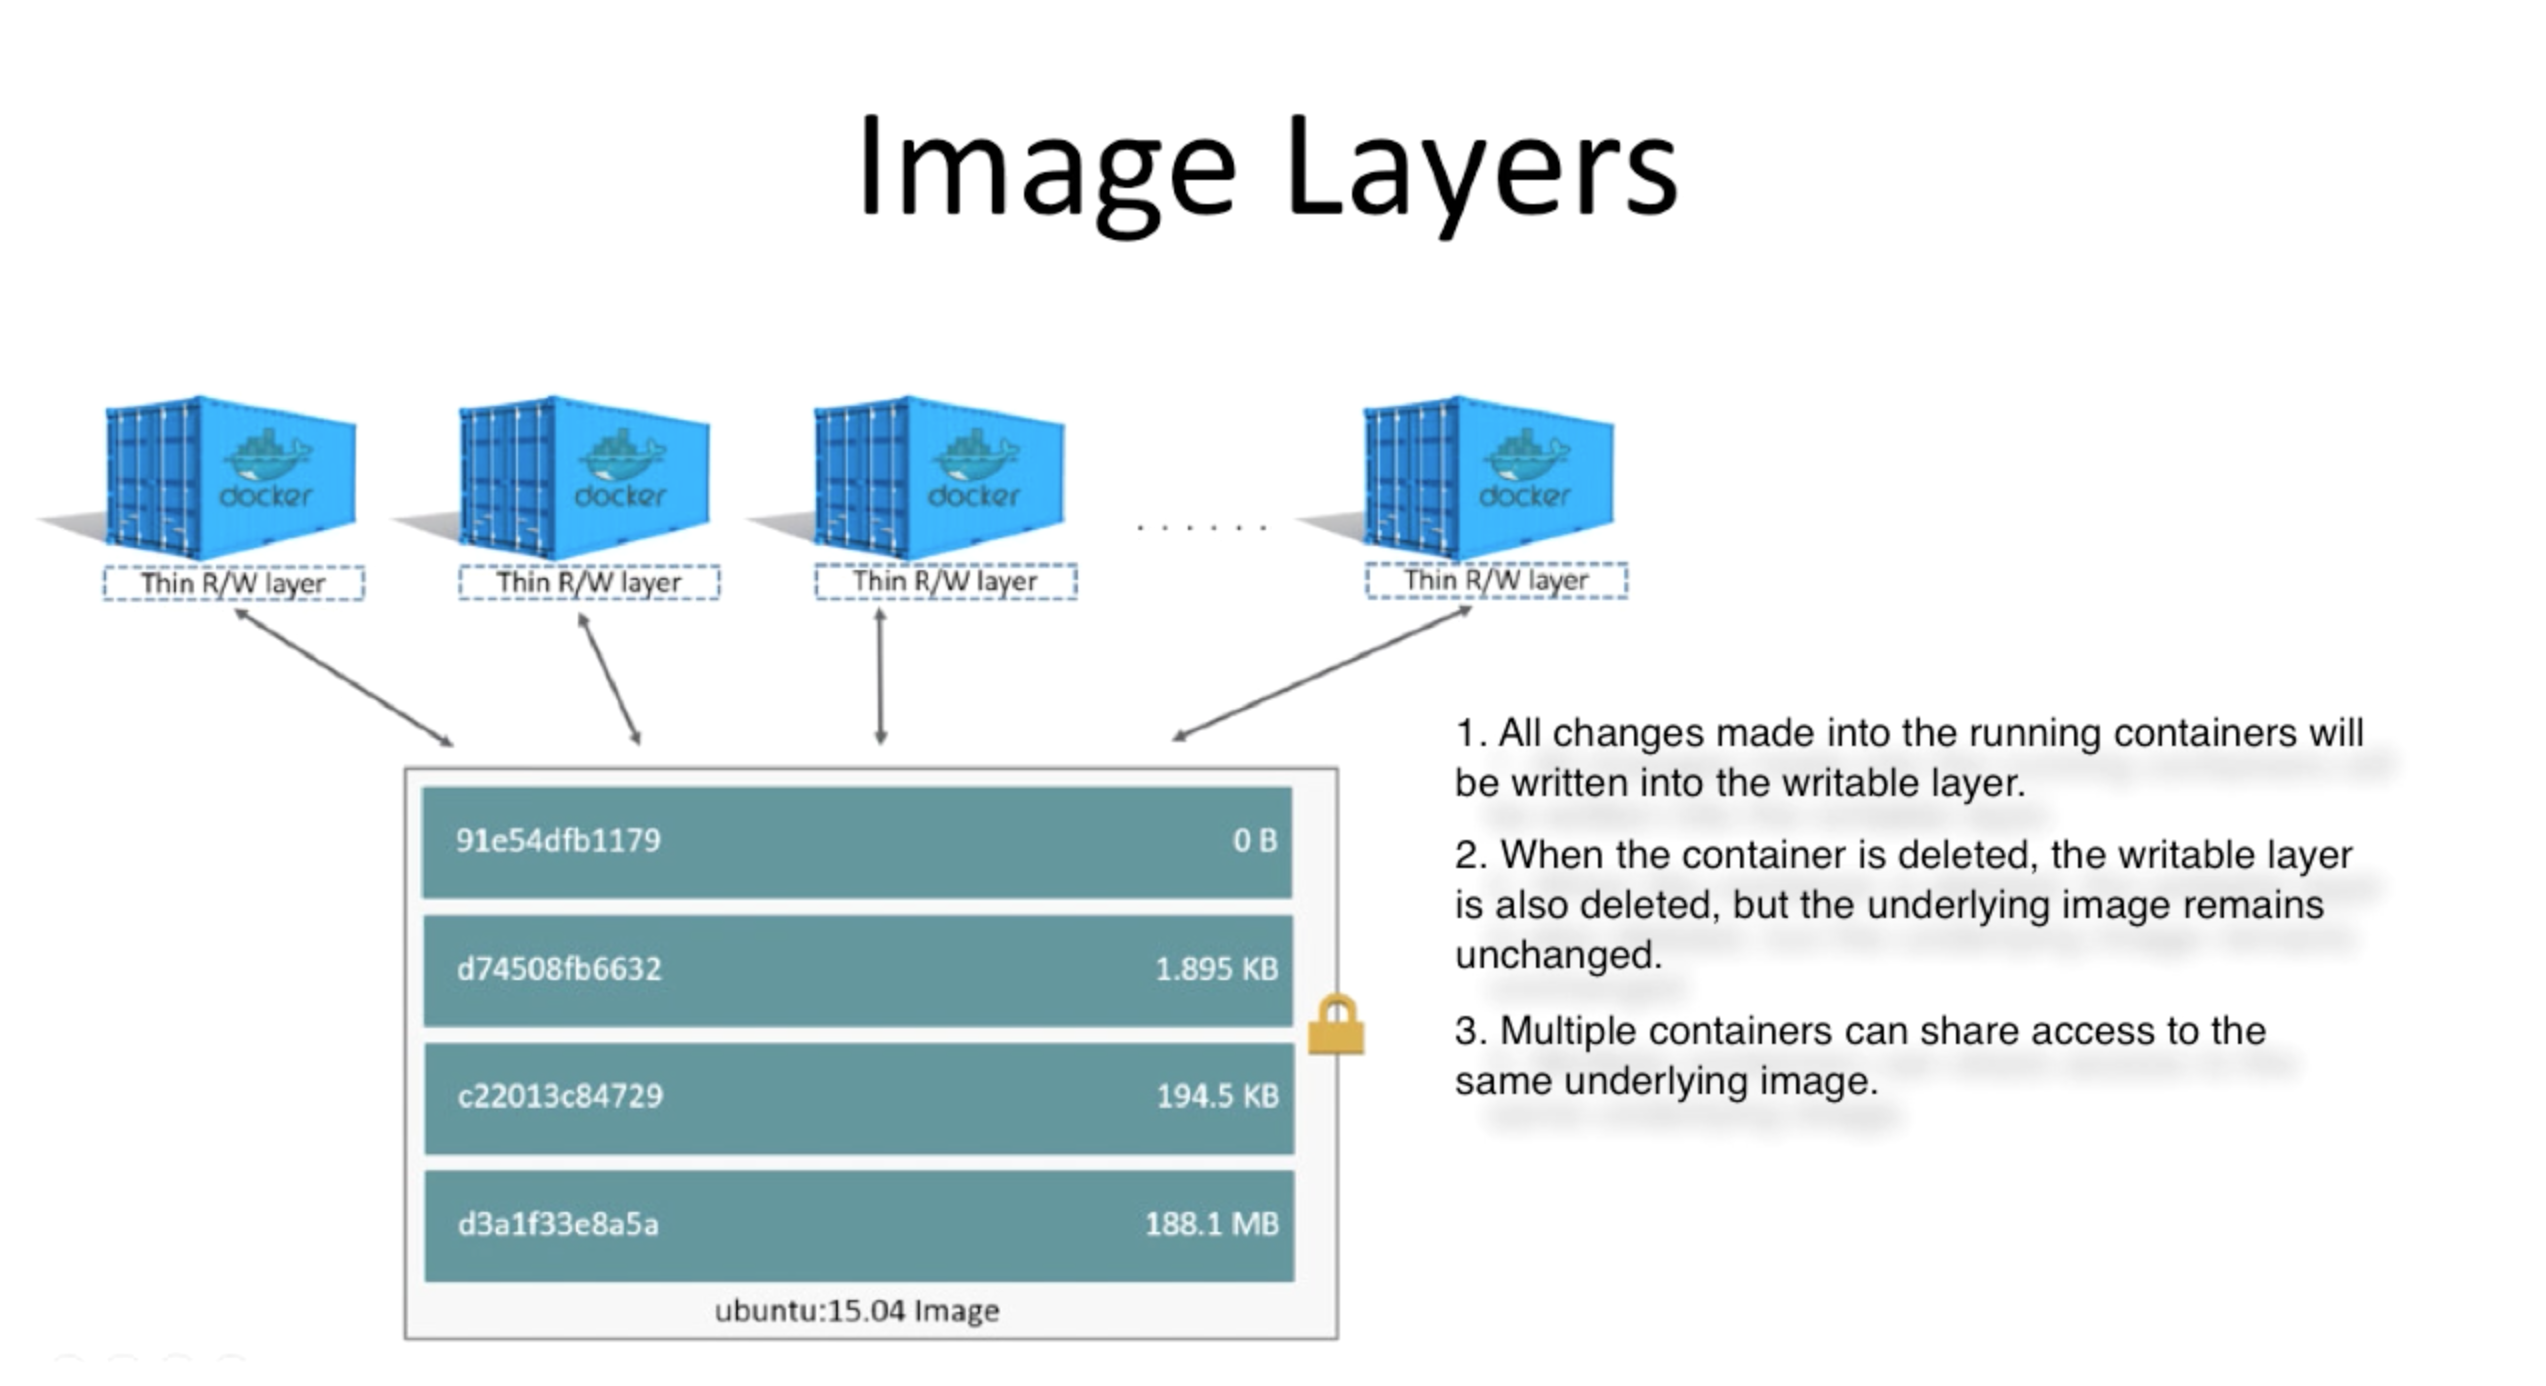 Image Layers
docker
docker
docker
......
docker
Thin R/W layer
Thin R/W layer
Thin R/W layer
Thin R/W layer
91e54dfb1179 0 B
d74508fb6632 1.895 KB
c22013c84729 194.5 KB
d3a1f33e8a5a 188.1 MB
ubuntu:15.04 Image
1. All changes made into the running containers will
be written into the writable layer.
2. When the container is deleted, the writable layer
is also deleted, but the underlying image remains
unchanged.
3. Multiple containers can share access to the
same underlying image.